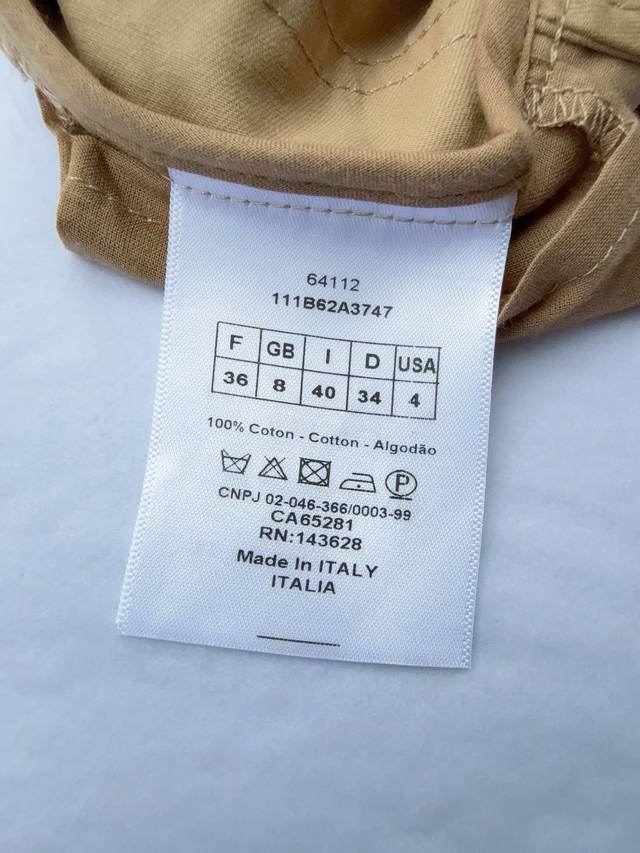 64112
111B62A3747
F GB I D USA
36 8 40 34 4
100% Coton - Cotton - Algodão
P
CNPJ 02-046-366/0003-99
CA65281
RN:143628
Made In ITALY
ITALIA